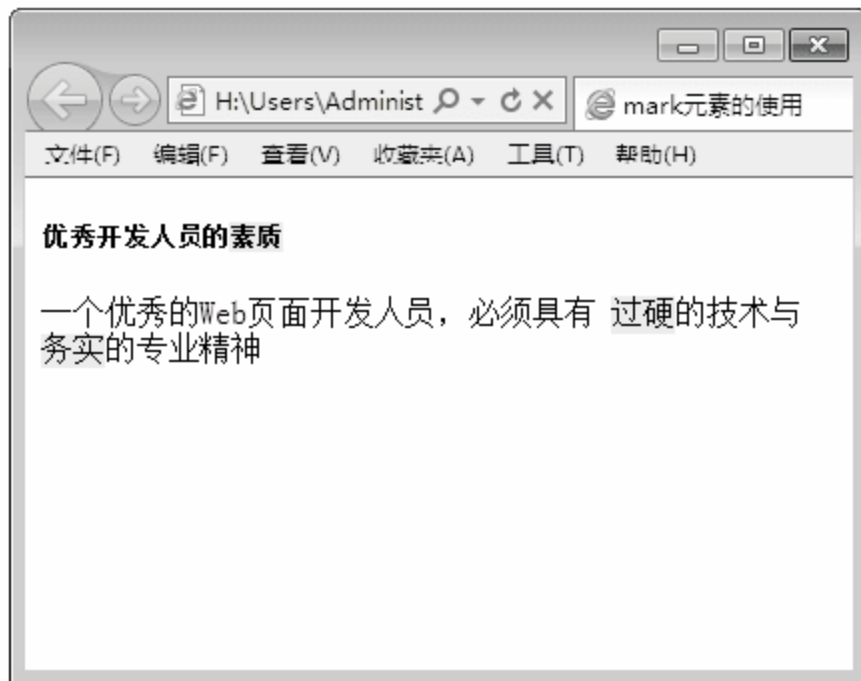 H:\Users\Administ
mark元素的使用
文件(F) 编辑(F) 查看(V) 收藏夹(A) 工具(T) 帮助(H)
优秀开发人员的素质
一个优秀的Web页面开发人员，必须具有 过硬的技术与
务实的专业精神